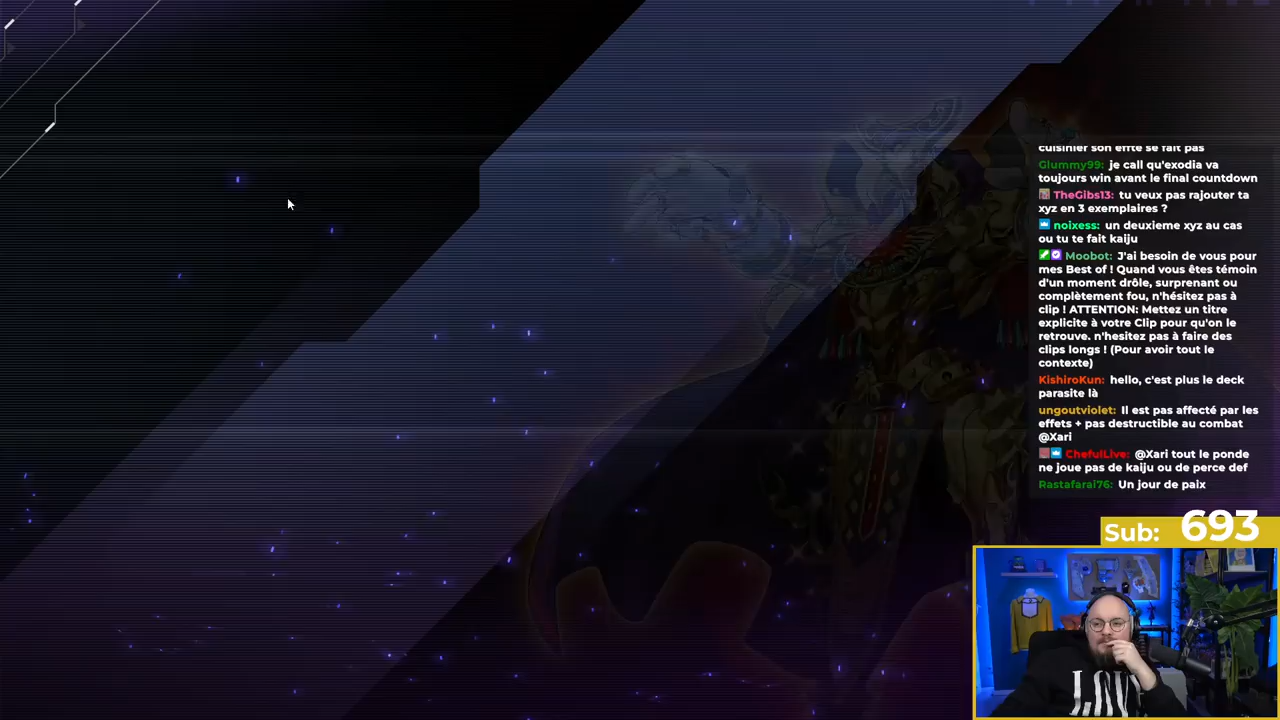 cuisinier son effte se fait pas
Glummy99: je call qu'exodia va
toujours win avant le final countdown
TheGibs13: tu veux pas rajouter ta
xyz en 3 exemplaires ?
noixess: un deuxieme xyz au cas
ou tu te fait kaiju
Moobot: J'ai besoin de vous pour
mes Best of ! Quand vous êtes témoin
d'un moment drôle, surprenant ou
complètement fou, n'hésitez pas à
clip ! ATTENTION: Mettez un titre
explicite à votre Clip pour qu'on le
retrouve. n'hesitez pas à faire des
clips longs ! (Pour avoir tout le
contexte)
KishiroKun: hello, c'est plus le deck
parasite là
ungoutviolet: Il est pas affecté par les
effets + pas destructible au combat
@Xari
ChefulLive: @Xari tout le ponde
ne joue pas de kaiju ou de perce def
Rastafarai76: Un jour de paix
Sub: 693